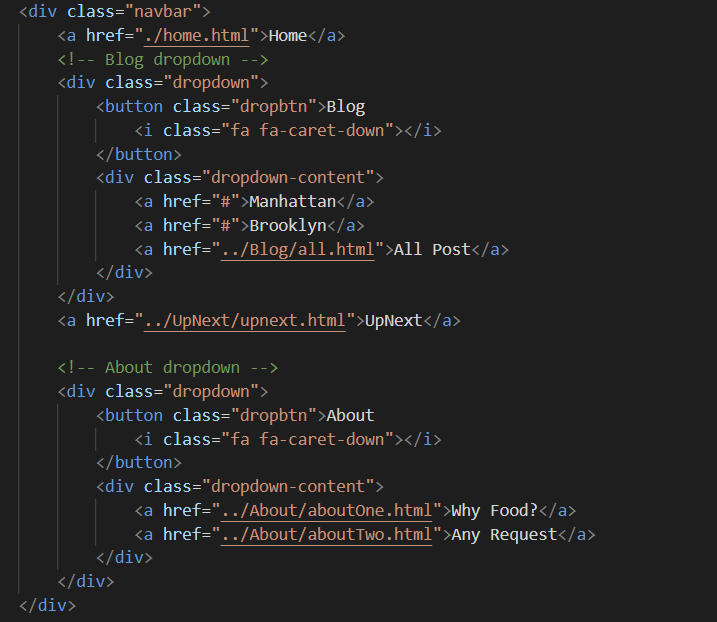 <div class="navbar">
<a href="./home.html">Home</a>
<!-- Blog dropdown -->
<div class="dropdown">
<button class="dropbtn">Blog
<i class="fa fa-caret-down"></i>
</button>
<div class="dropdown-content">
<a href="#">Manhattan</a>
<a href="#">Brooklyn</a>
<a href="../Blog/all.html">All Post</a>
</div>
</div>
<a href="../UpNext/upnext.html">UpNext</a>
<!-- About dropdown -->
<div class="dropdown">
<button class="dropbtn">About
<i class="fa fa-caret-down"></i>
</button>
<div class="dropdown-content">
<a href="../About/aboutOne.html">Why Food?</a>
<a href="../About/aboutTwo.html">Any Request</a>
</div>
</div>
</div>